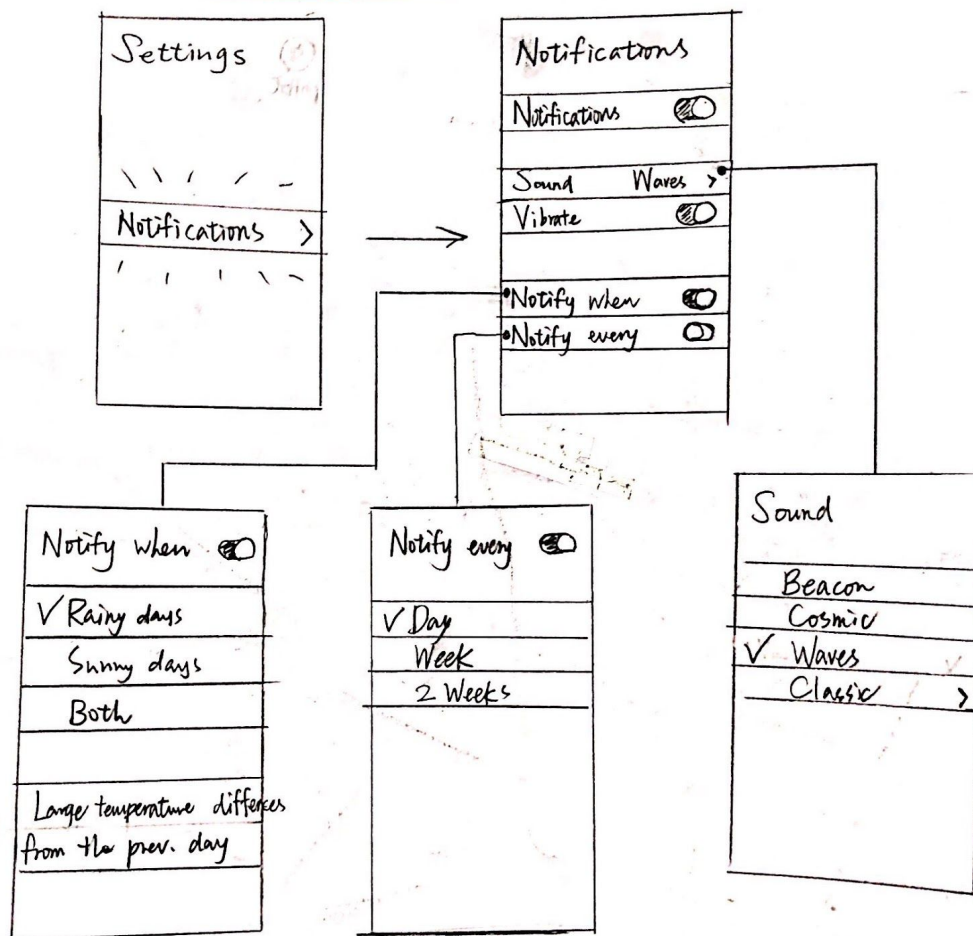 Settings
Notifications >
Notifications
Notifications
Sound Waves >
Vibrate
Notify when
Notify every
Notify when
✓ Rainy days
Sunny days
Both
Large temperature diffences
from the prev. day
Notify every
✓ Day
Week
2 Weeks
Sound
Beacon
Cosmic
✓ Waves
Classic >